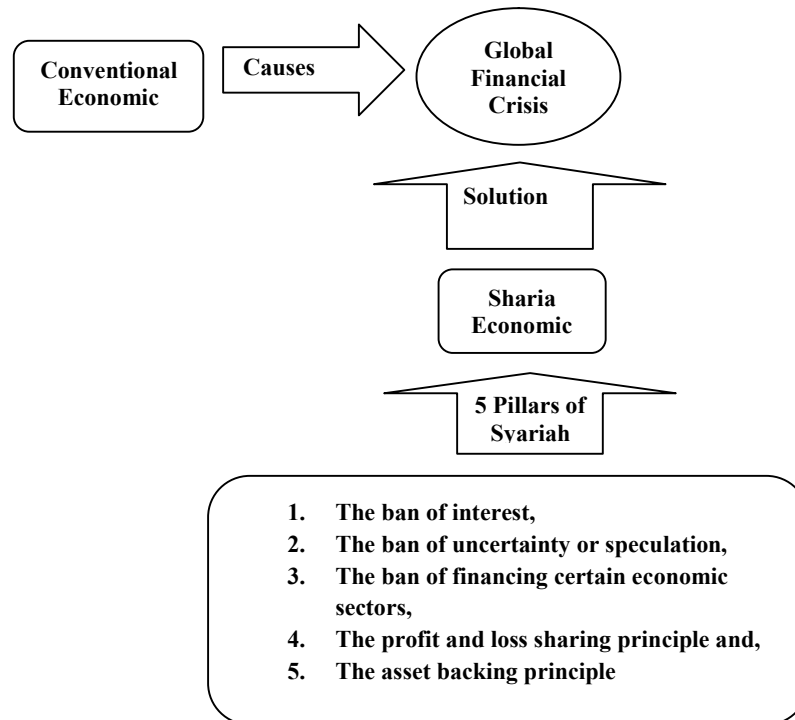 Conventional
Economic
Causes
Global
Financial
Crisis
Solution
Sharia
Economic
5 Pillars of
Syariah
1. The ban of interest,
2. The ban of uncertainty or speculation,
3. The ban of financing certain economic
sectors,
4. The profit and loss sharing principle and,
5. The asset backing principle